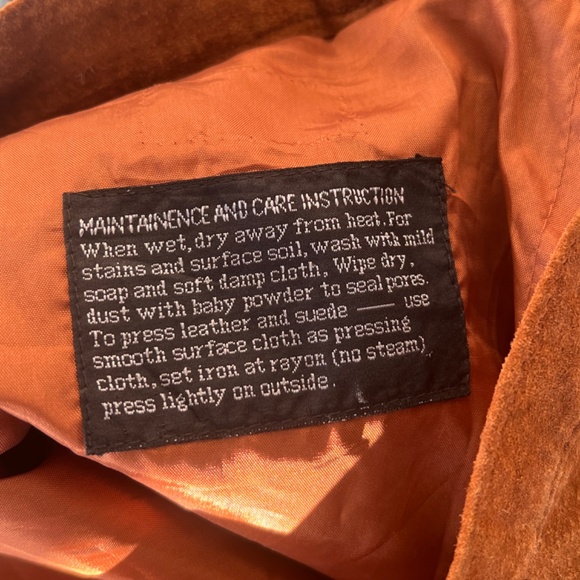 MAINTAINENCE AND CARE INSTRUCTION
When wet, dry away from heat. For
stains and surface soil, wash with mild
soap and soft damp cloth, Wipe dry,
dust with baby powder to seal pores.
To press leather and suede — use
smooth surface cloth as pressing
cloth, set iron at rayon (no steam)
press lightly on outside.